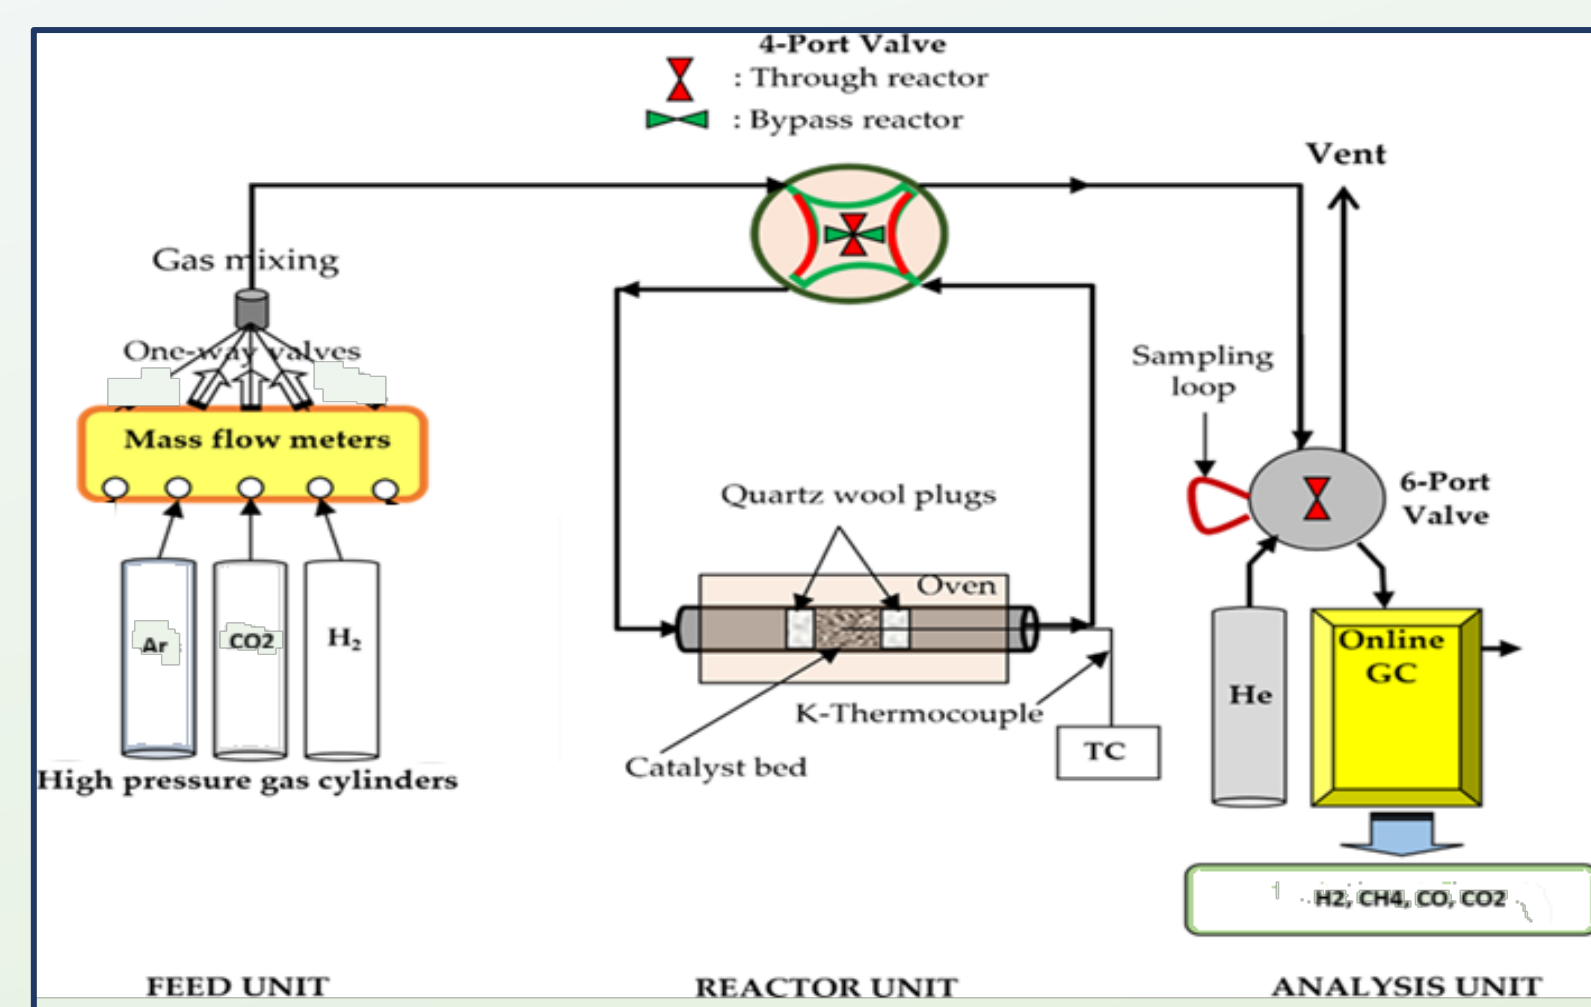 4-Port Valve
: Through reactor
: Bypass reactor
Vent
Gas mixing
One-way valves
Mass flow meters
Sampling
loop
6-Port
Valve
Quartz wool plugs
Oven
Ar
CO2
H₂
K-Thermocouple
Catalyst bed
TC
He
Online
GC
High pressure gas cylinders
H2, CH4, CO, CO2
FEED UNIT
REACTOR UNIT
ANALYSIS UNIT